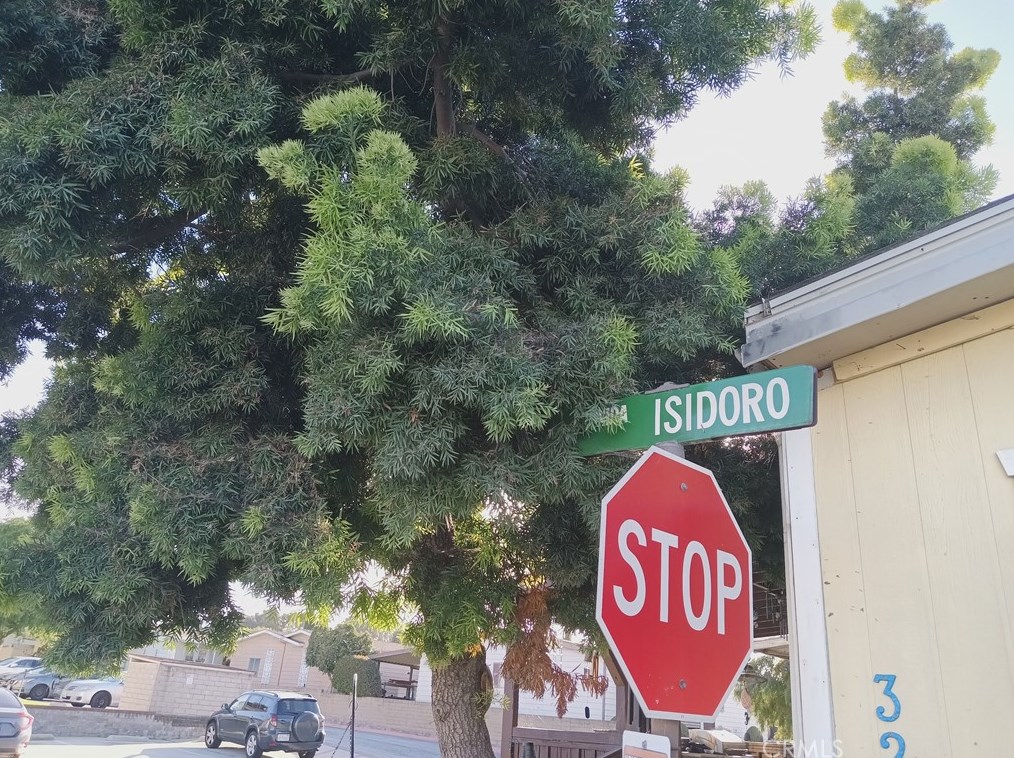 ISIDORO
STOP
3
2
CRMLS